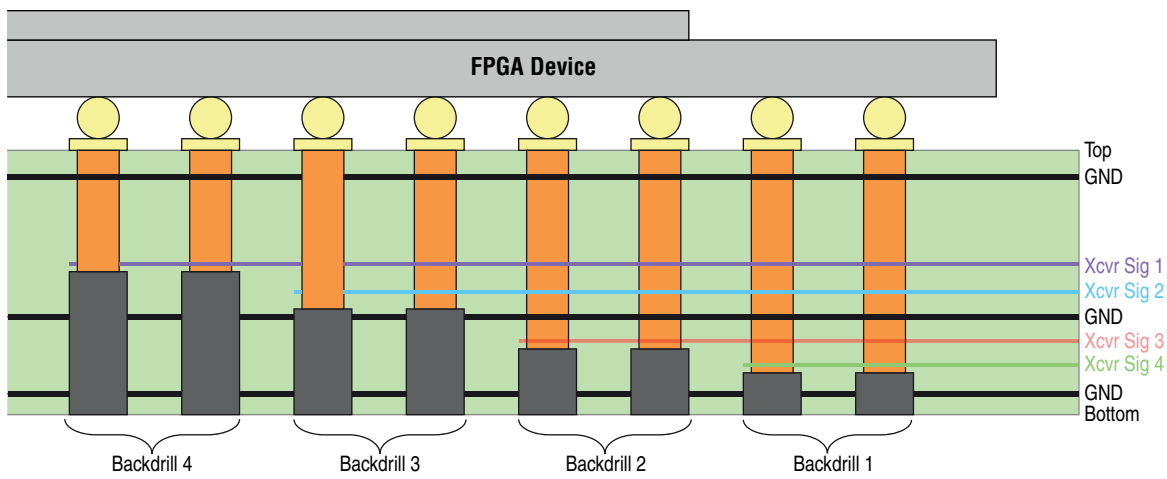 FPGA Device
Top
GND
Xcvr Sig 1
Xcvr Sig 2
GND
Xcvr Sig 3
Xcvr Sig 4
GND
Bottom
Backdrill 4
Backdrill 3
Backdrill 2
Backdrill 1